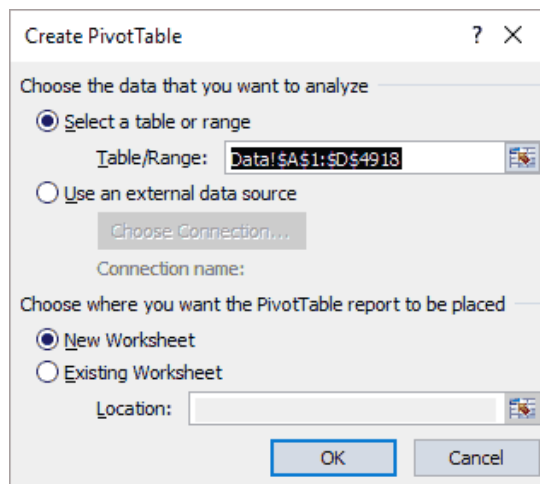 Create PivotTable ?
Choose the data that you want to analyze
Select a table or range
Table/Range: Data!$A$1:$D$4918
Use an external data source
Choose Connection...
Connection name:
Choose where you want the PivotTable report to be placed
New Worksheet
Existing Worksheet
Location:
OK Cancel